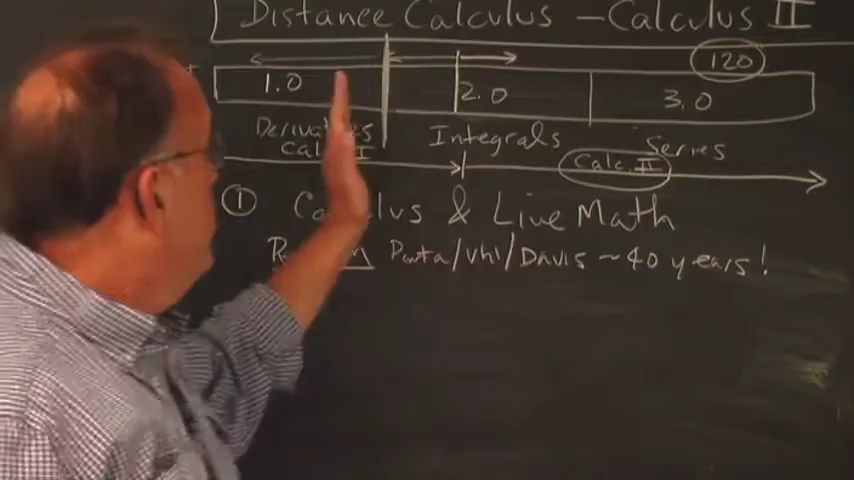 Distance Calculus - Calculus II
120
1.0 2.0 3.0
Derivatives Integrals Series
Calc I Calc. II
① Calculus & Live Math
/Uhl/Davis ~40 years!